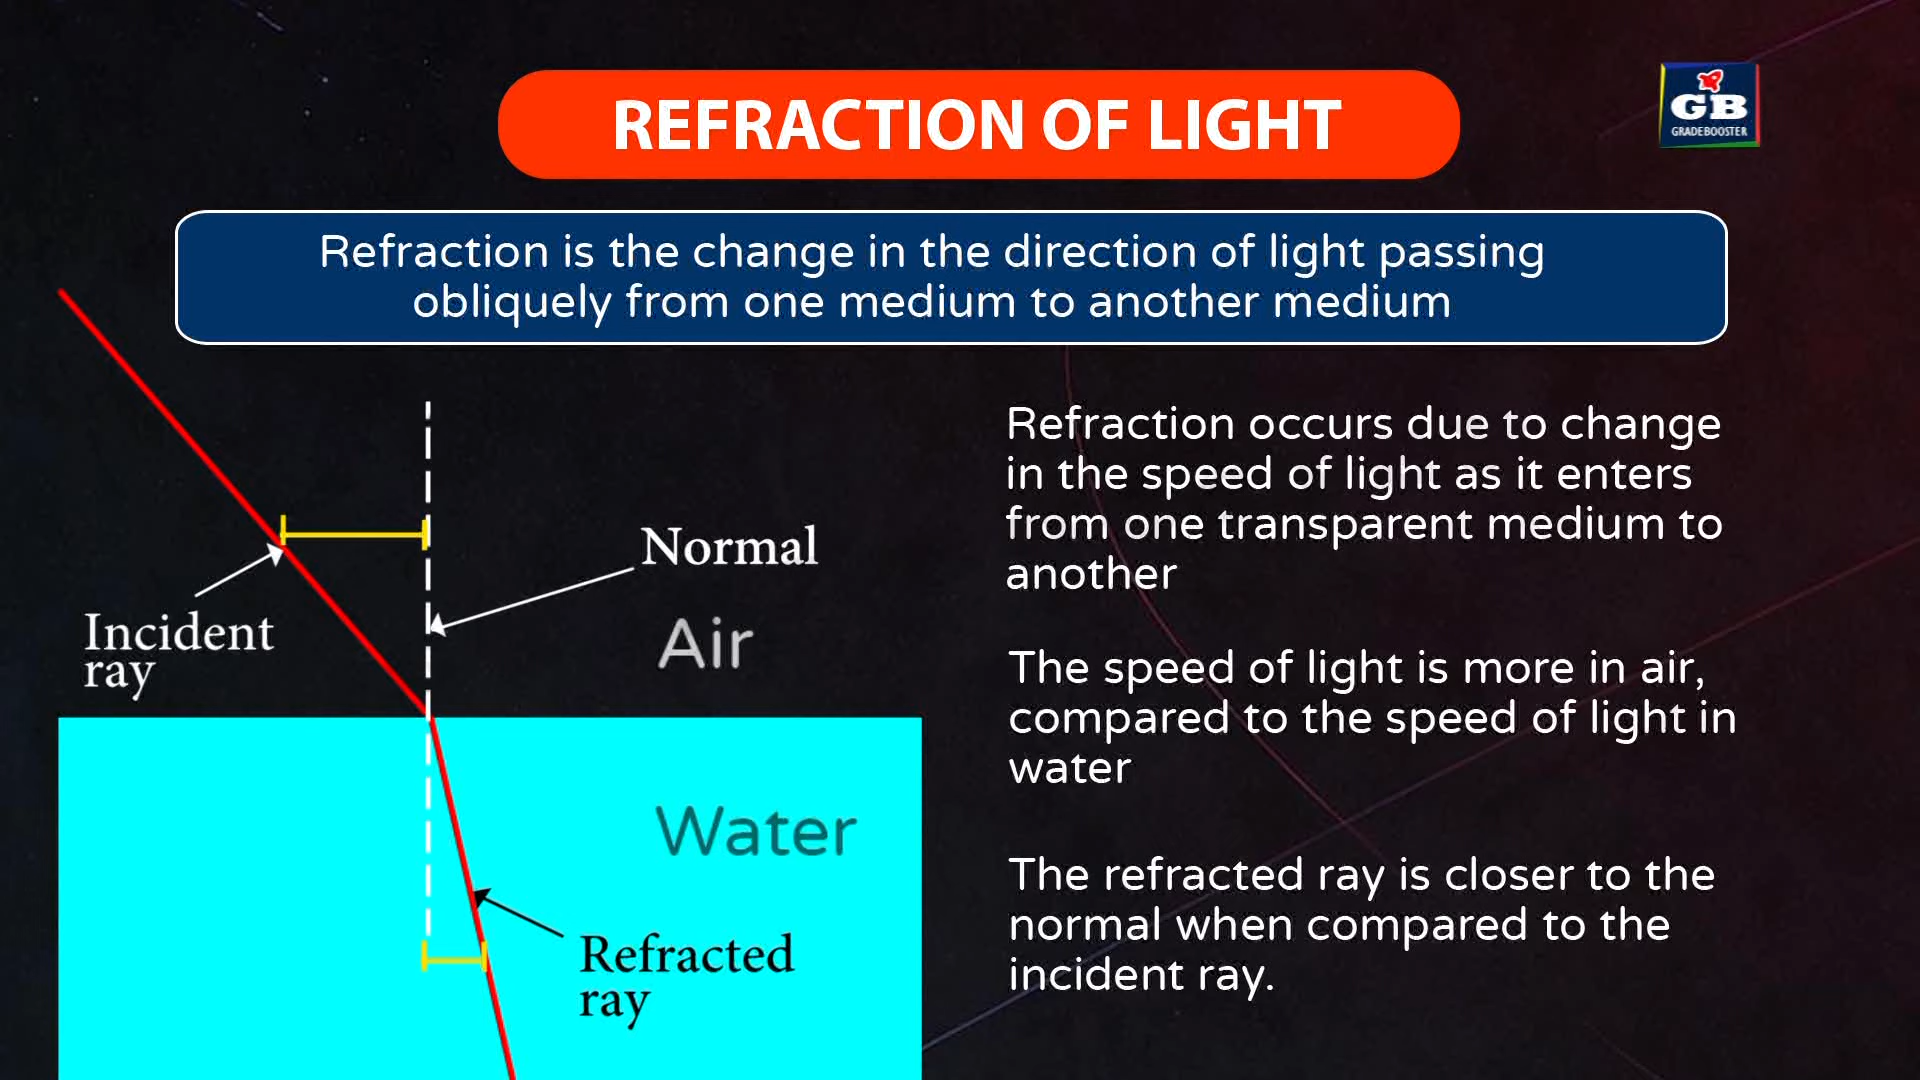 REFRACTION OF LIGHT
GB
GRADEBOOSTER
Refraction is the change in the direction of light passing
obliquely from one medium to another medium
Refraction occurs due to change
in the speed of light as it enters
from one transparent medium to
another
Normal
Incident
ray
Air
The speed of light is more in air,
compared to the speed of light in
water
Water
The refracted ray is closer to the
normal when compared to the
incident ray.
Refracted
ray